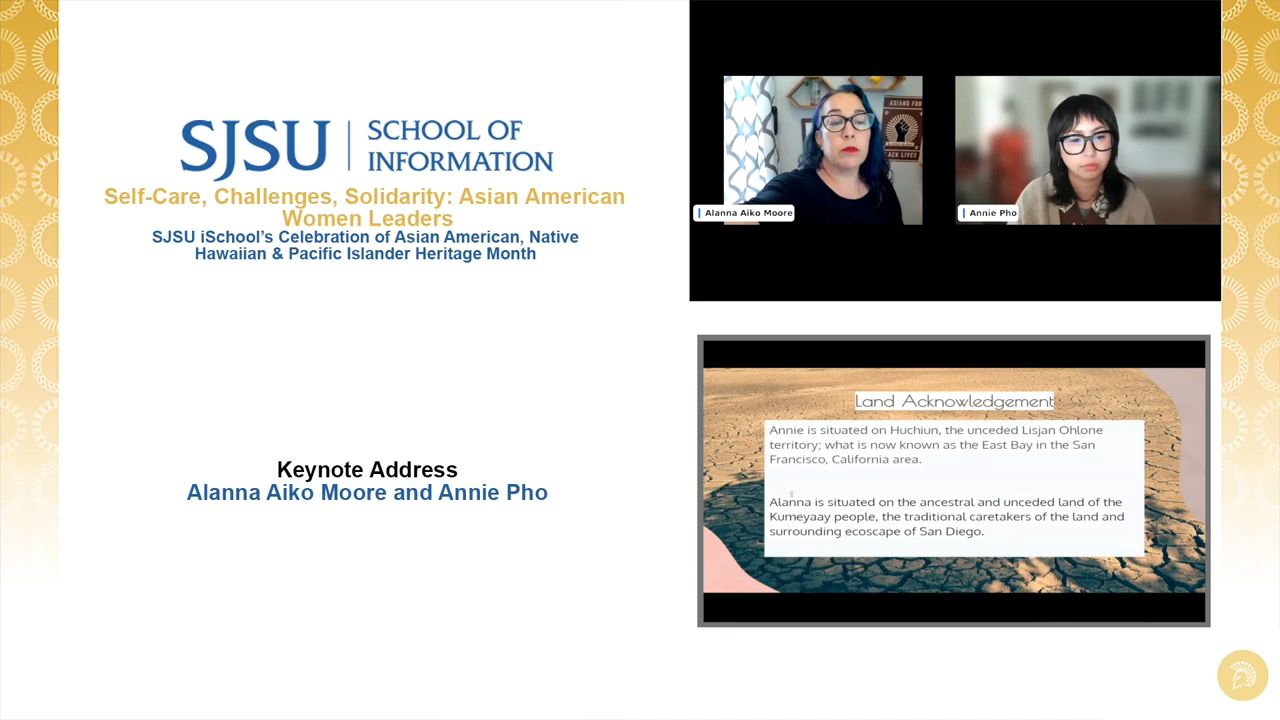 SJSU
SCHOOL OF
INFORMATION
Self-Care, Challenges, Solidarity: Asian American
Women Leaders
SJSU iSchool’s Celebration of Asian American, Native
Hawaiian & Pacific Islander Heritage Month
Keynote Address
Alanna Aiko Moore and Annie Pho
ASIANS FOR
LACK LIVES
Alanna Aiko Moore
Annie Pho
Land Acknowledgement
Annie is situated on Huchiun, the unceded Lisjan Ohlone
territory; what is now known as the East Bay in the San
Francisco, California area.
Alanna is situated on the ancestral and unceded land of the
Kumeyaay people, the traditional caretakers of the land and
surrounding ecoscape of San Diego.